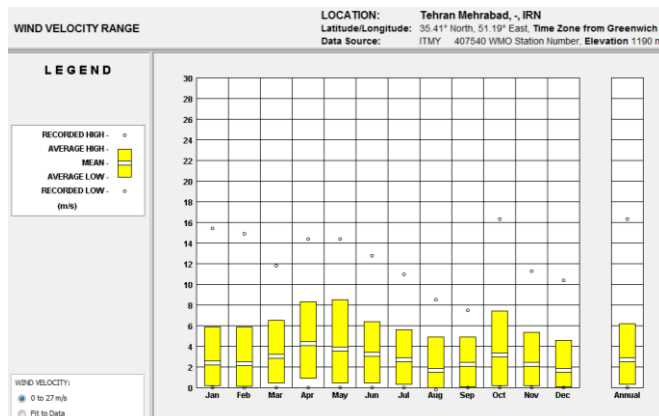 WIND VELOCITY RANGE
LOCATION: Tehran Mehrabad, -, IRN
Latitude/Longitude: 35.41° North, 51.19° East, Time Zone from Greenwich
Data Source: ITMY 407540 WMO Station Number, Elevation 1190 m
LEGEND
RECORDED HIGH -
AVERAGE HIGH -
MEAN -
AVERAGE LOW -
RECORDED LOW -
(m/s)
30
28
26
24
22
20
18
16
14
12
10
8
6
4
2
0
Jan Feb Mar Apr May Jun Jul Aug Sep Oct Nov Dec Annual
WIND VELOCITY:
0 to 27 m/s
Fit to Data